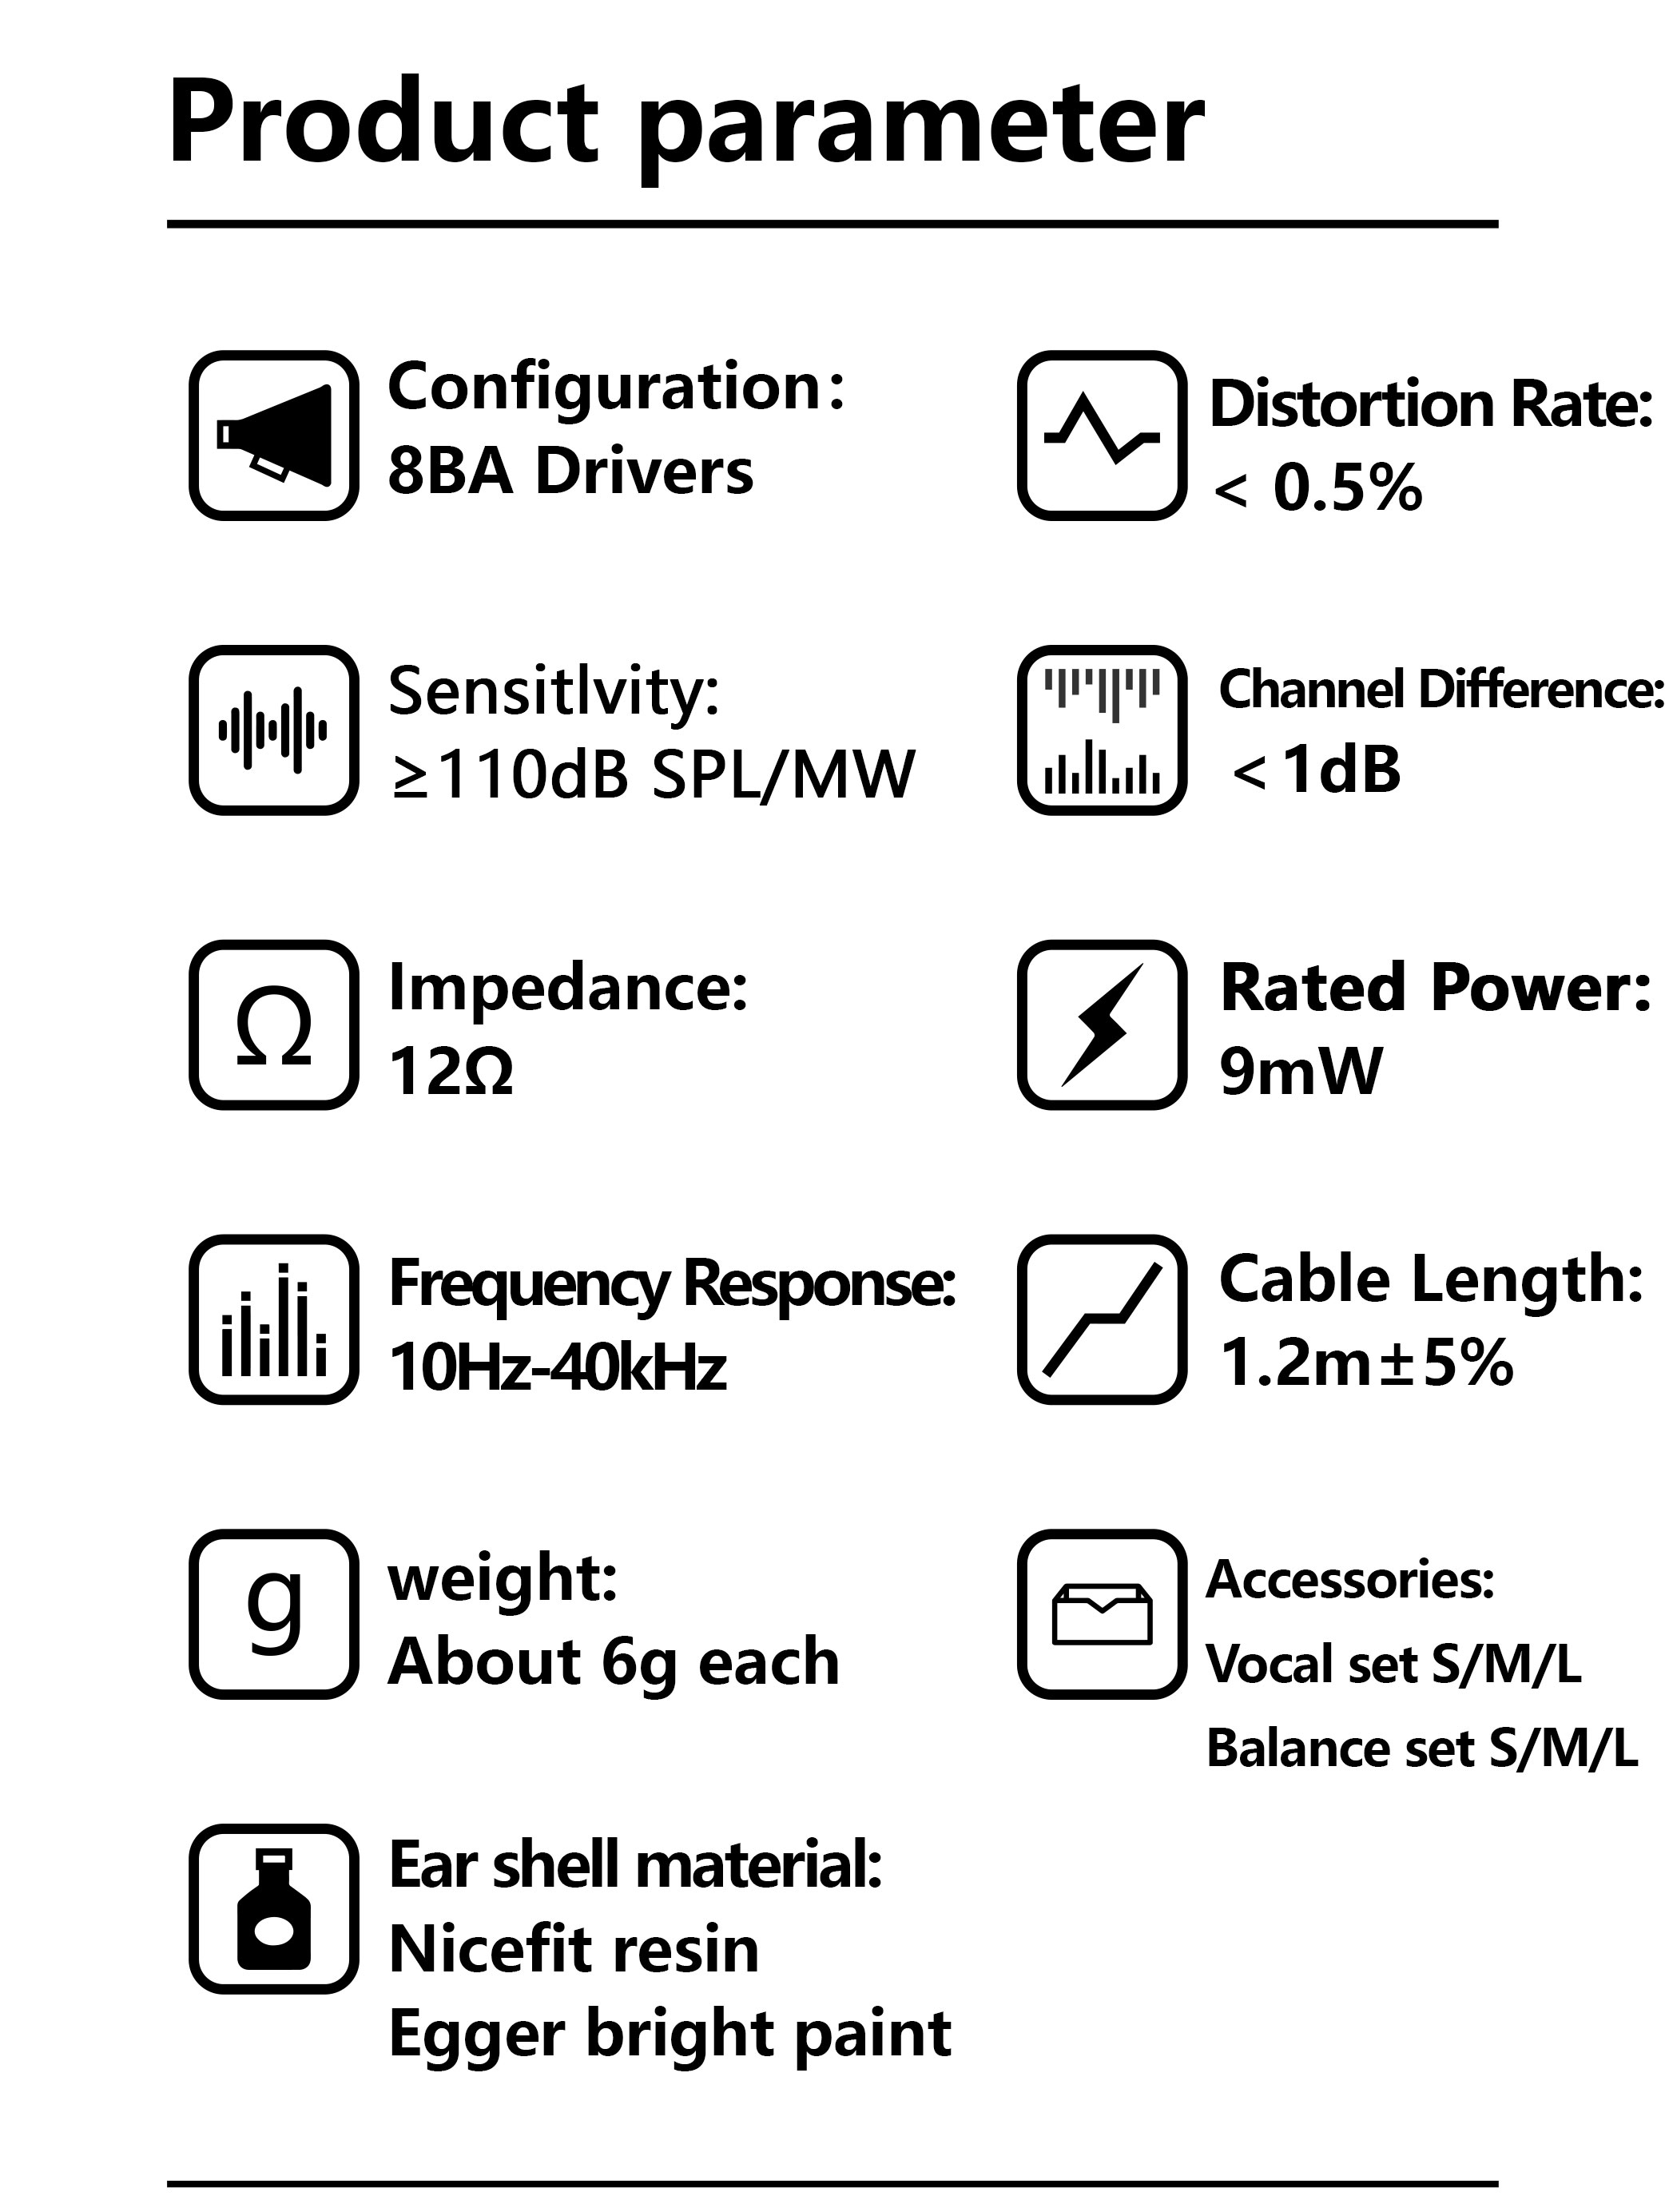 Product parameter
Configuration:
8BA Drivers
Distortion Rate:
< 0.5%
Sensitlvity:
≥110dB SPL/MW
Channel Difference:
<1dB
Ω
Impedance:
12Ω
Rated Power:
9mW
Frequency Response:
10Hz-40kHz
Cable Length:
1.2m±5%
g
weight:
About 6g each
Accessories:
Vocal set S/M/L
Balance set S/M/L
Ear shell material:
Nicefit resin
Egger bright paint